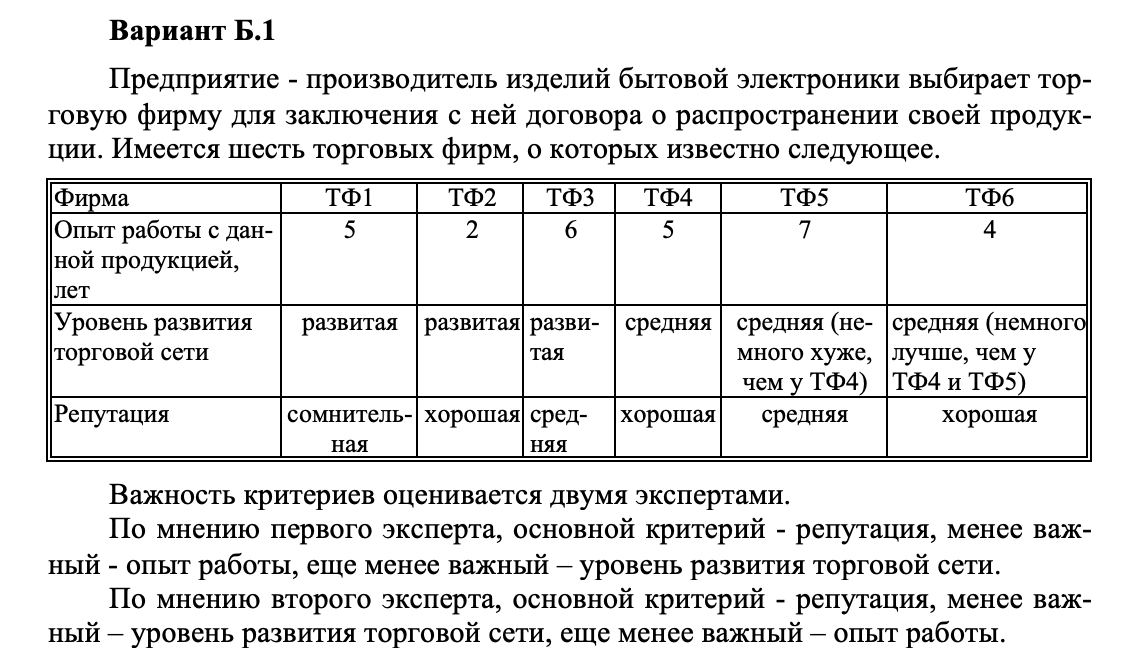 Вариант Б.1
Предприятие - производитель изделий бытовой электроники выбирает тор-
говую фирму для заключения с ней договора о распространении своей продук-
ции. Имеется шесть торговых фирм, о которых известно следующее.
Фирма ТФ1 ТФ2 ТФ3 ТФ4 ТФ5 ТФ6
Опыт работы с дан- 5 2 6 5 7 4
ной продукцией,
лет
Уровень развития развитая развитая разви- средняя средняя (не- средняя (немного
торговой сети тая много хуже, лучше, чем у
чем у ТФ4) ТФ4 и ТФ5)
Репутация сомнитель- хорошая сред- хорошая средняя хорошая
ная няя
Важность критериев оценивается двумя экспертами.
По мнению первого эксперта, основной критерий - репутация, менее важ-
ный - опыт работы, еще менее важный – уровень развития торговой сети.
По мнению второго эксперта, основной критерий - репутация, менее важ-
ный – уровень развития торговой сети, еще менее важный – опыт работы.